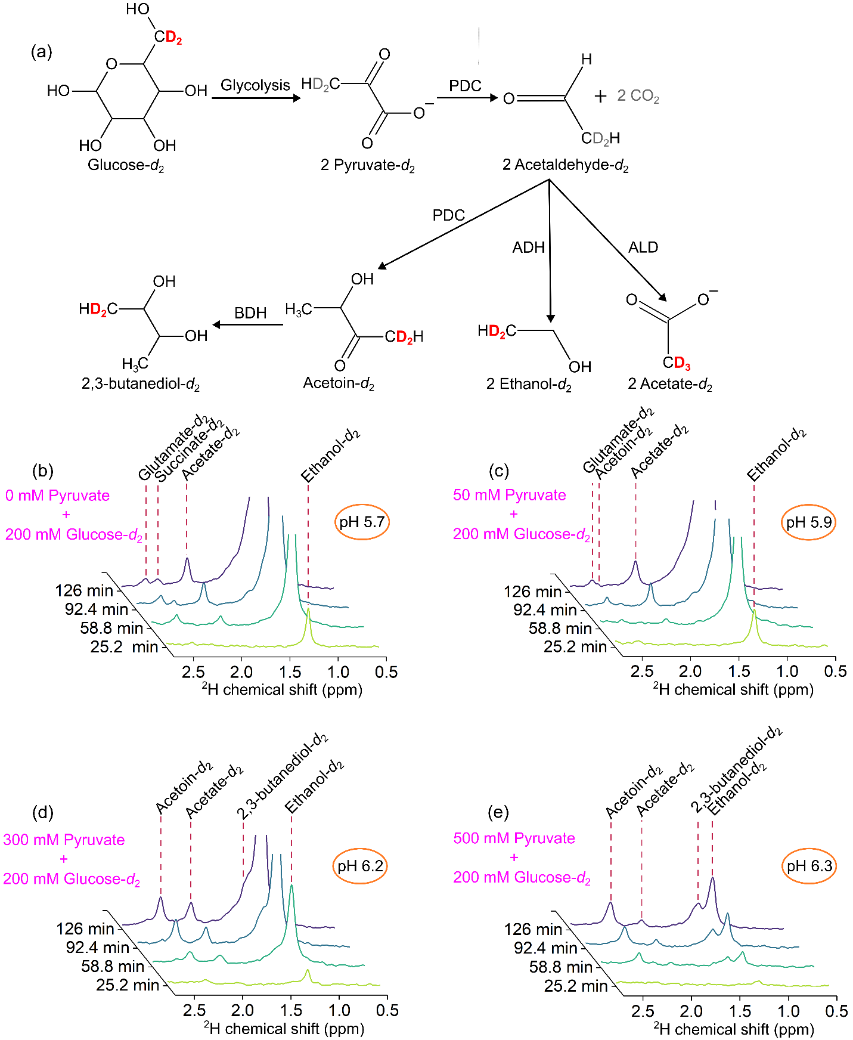 (a)
HO
CD₂
O
HO
OH
HO
OH
Glucose-d₂
Glycolysis
HD₂C
O
O
O⁻
2 Pyruvate-d₂
PDC
H
O
CD₂H
+ 2 CO₂
2 Acetaldehyde-d₂
PDC
ADH
ALD
OH
HD₂C
OH
H₃C
2,3-butanediol-d₂
BDH
OH
H₃C
CD₂H
O
Acetoin-d₂
HD₂C
OH
2 Ethanol-d₂
O
O⁻
CD₃
2 Acetate-d₂
(b)
Glutamate-d₂
Succinate-d₂
Acetate-d₂
Ethanol-d₂
0 mM Pyruvate
+
200 mM Glucose-d₂
pH 5.7
126 min
92.4 min
58.8 min
25.2 min
2.5 2.0 1.5 1.0 0.5
²H chemical shift (ppm)
(c)
Glutamate-d₂
Acetoin-d₂
Acetate-d₂
Ethanol-d₂
50 mM Pyruvate
+
200 mM Glucose-d₂
pH 5.9
126 min
92.4 min
58.8 min
25.2 min
2.5 2.0 1.5 1.0 0.5
²H chemical shift (ppm)
(d)
Acetoin-d₂
Acetate-d₂
2,3-butanediol-d₂
Ethanol-d₂
300 mM Pyruvate
+
200 mM Glucose-d₂
pH 6.2
126 min
92.4 min
58.8 min
25.2 min
2.5 2.0 1.5 1.0 0.5
²H chemical shift (ppm)
(e)
Acetoin-d₂
Acetate-d₂
2,3-butanediol-d₂
Ethanol-d₂
500 mM Pyruvate
+
200 mM Glucose-d₂
pH 6.3
126 min
92.4 min
58.8 min
25.2 min
2.5 2.0 1.5 1.0 0.5
²H chemical shift (ppm)